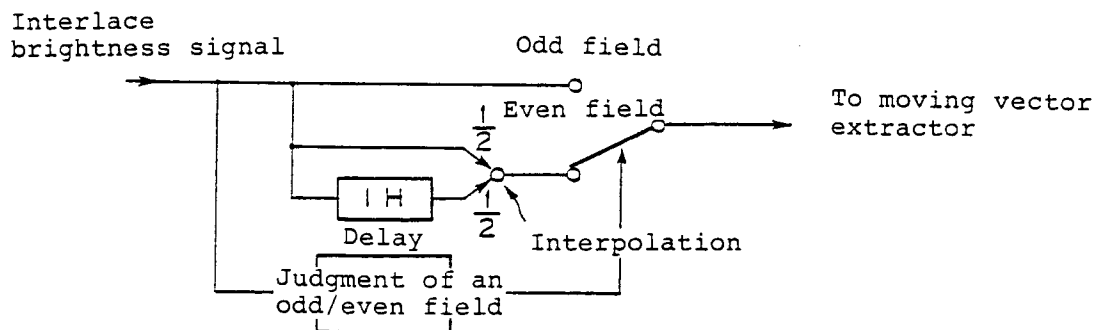 Interlace
brightness signal
Odd field
Even field
1/2
To moving vector
extractor
1H
1/2
Delay
Interpolation
Judgment of an
odd/even field